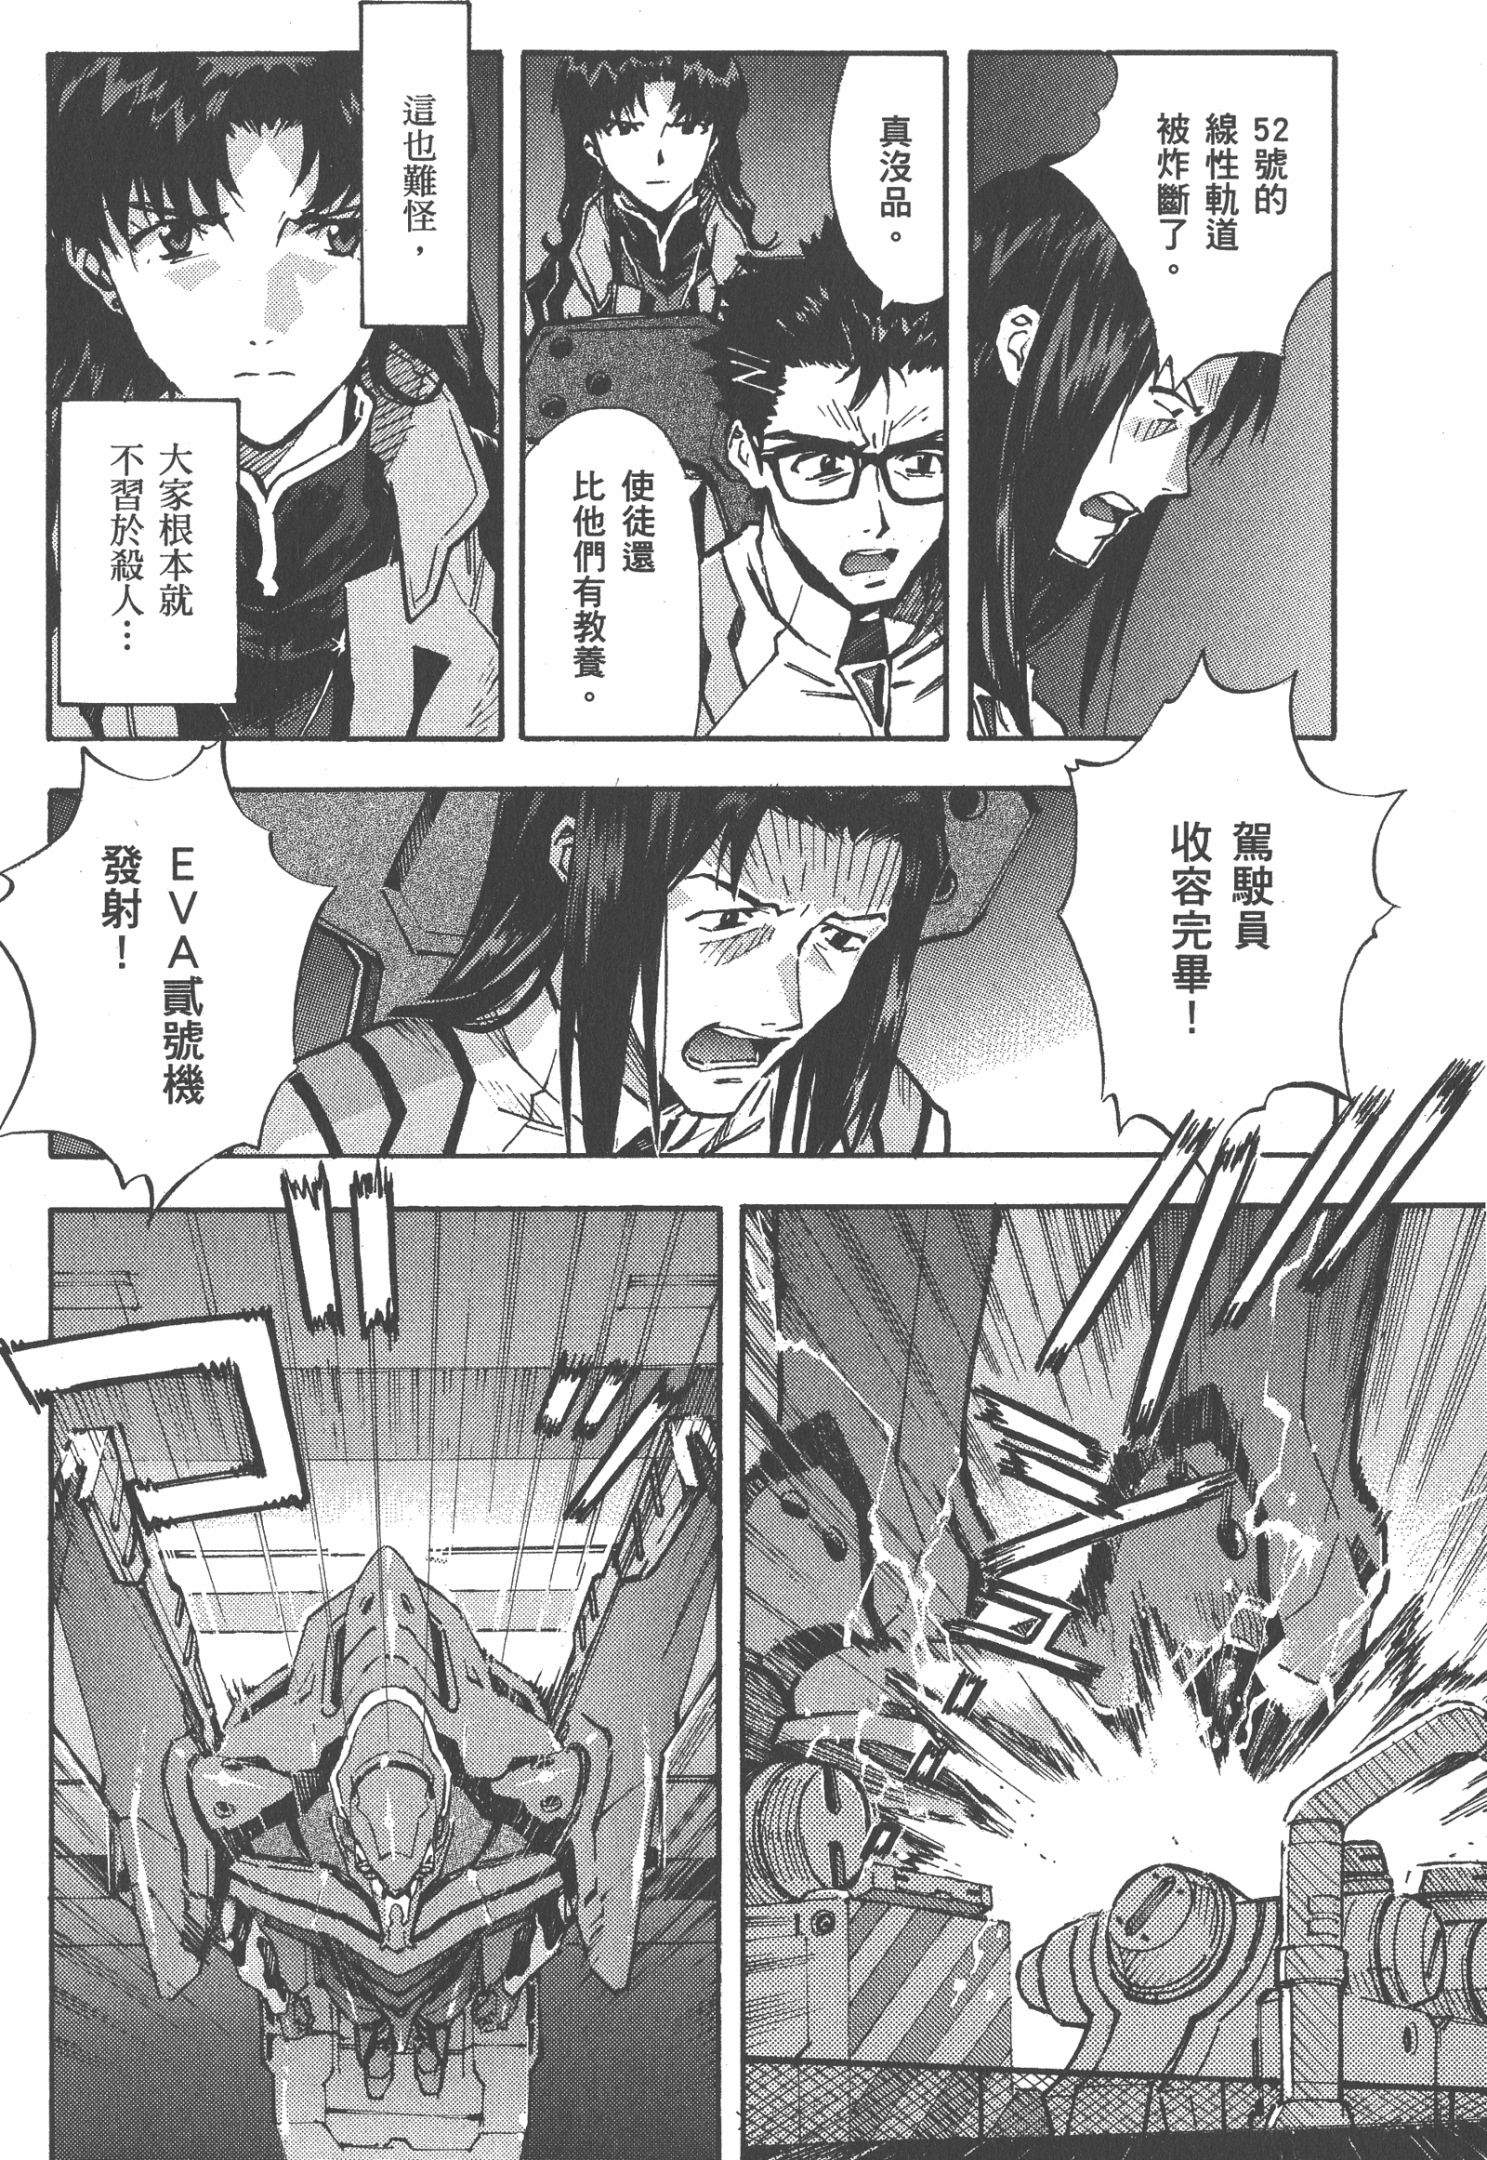 52號的
線性軌道
被炸斷了。
真沒品。
使徒還
比他們有教養。
這也難怪，
大家根本就
不習於殺人…
駕駛員
收容完畢！
EVA貳號機
發射！